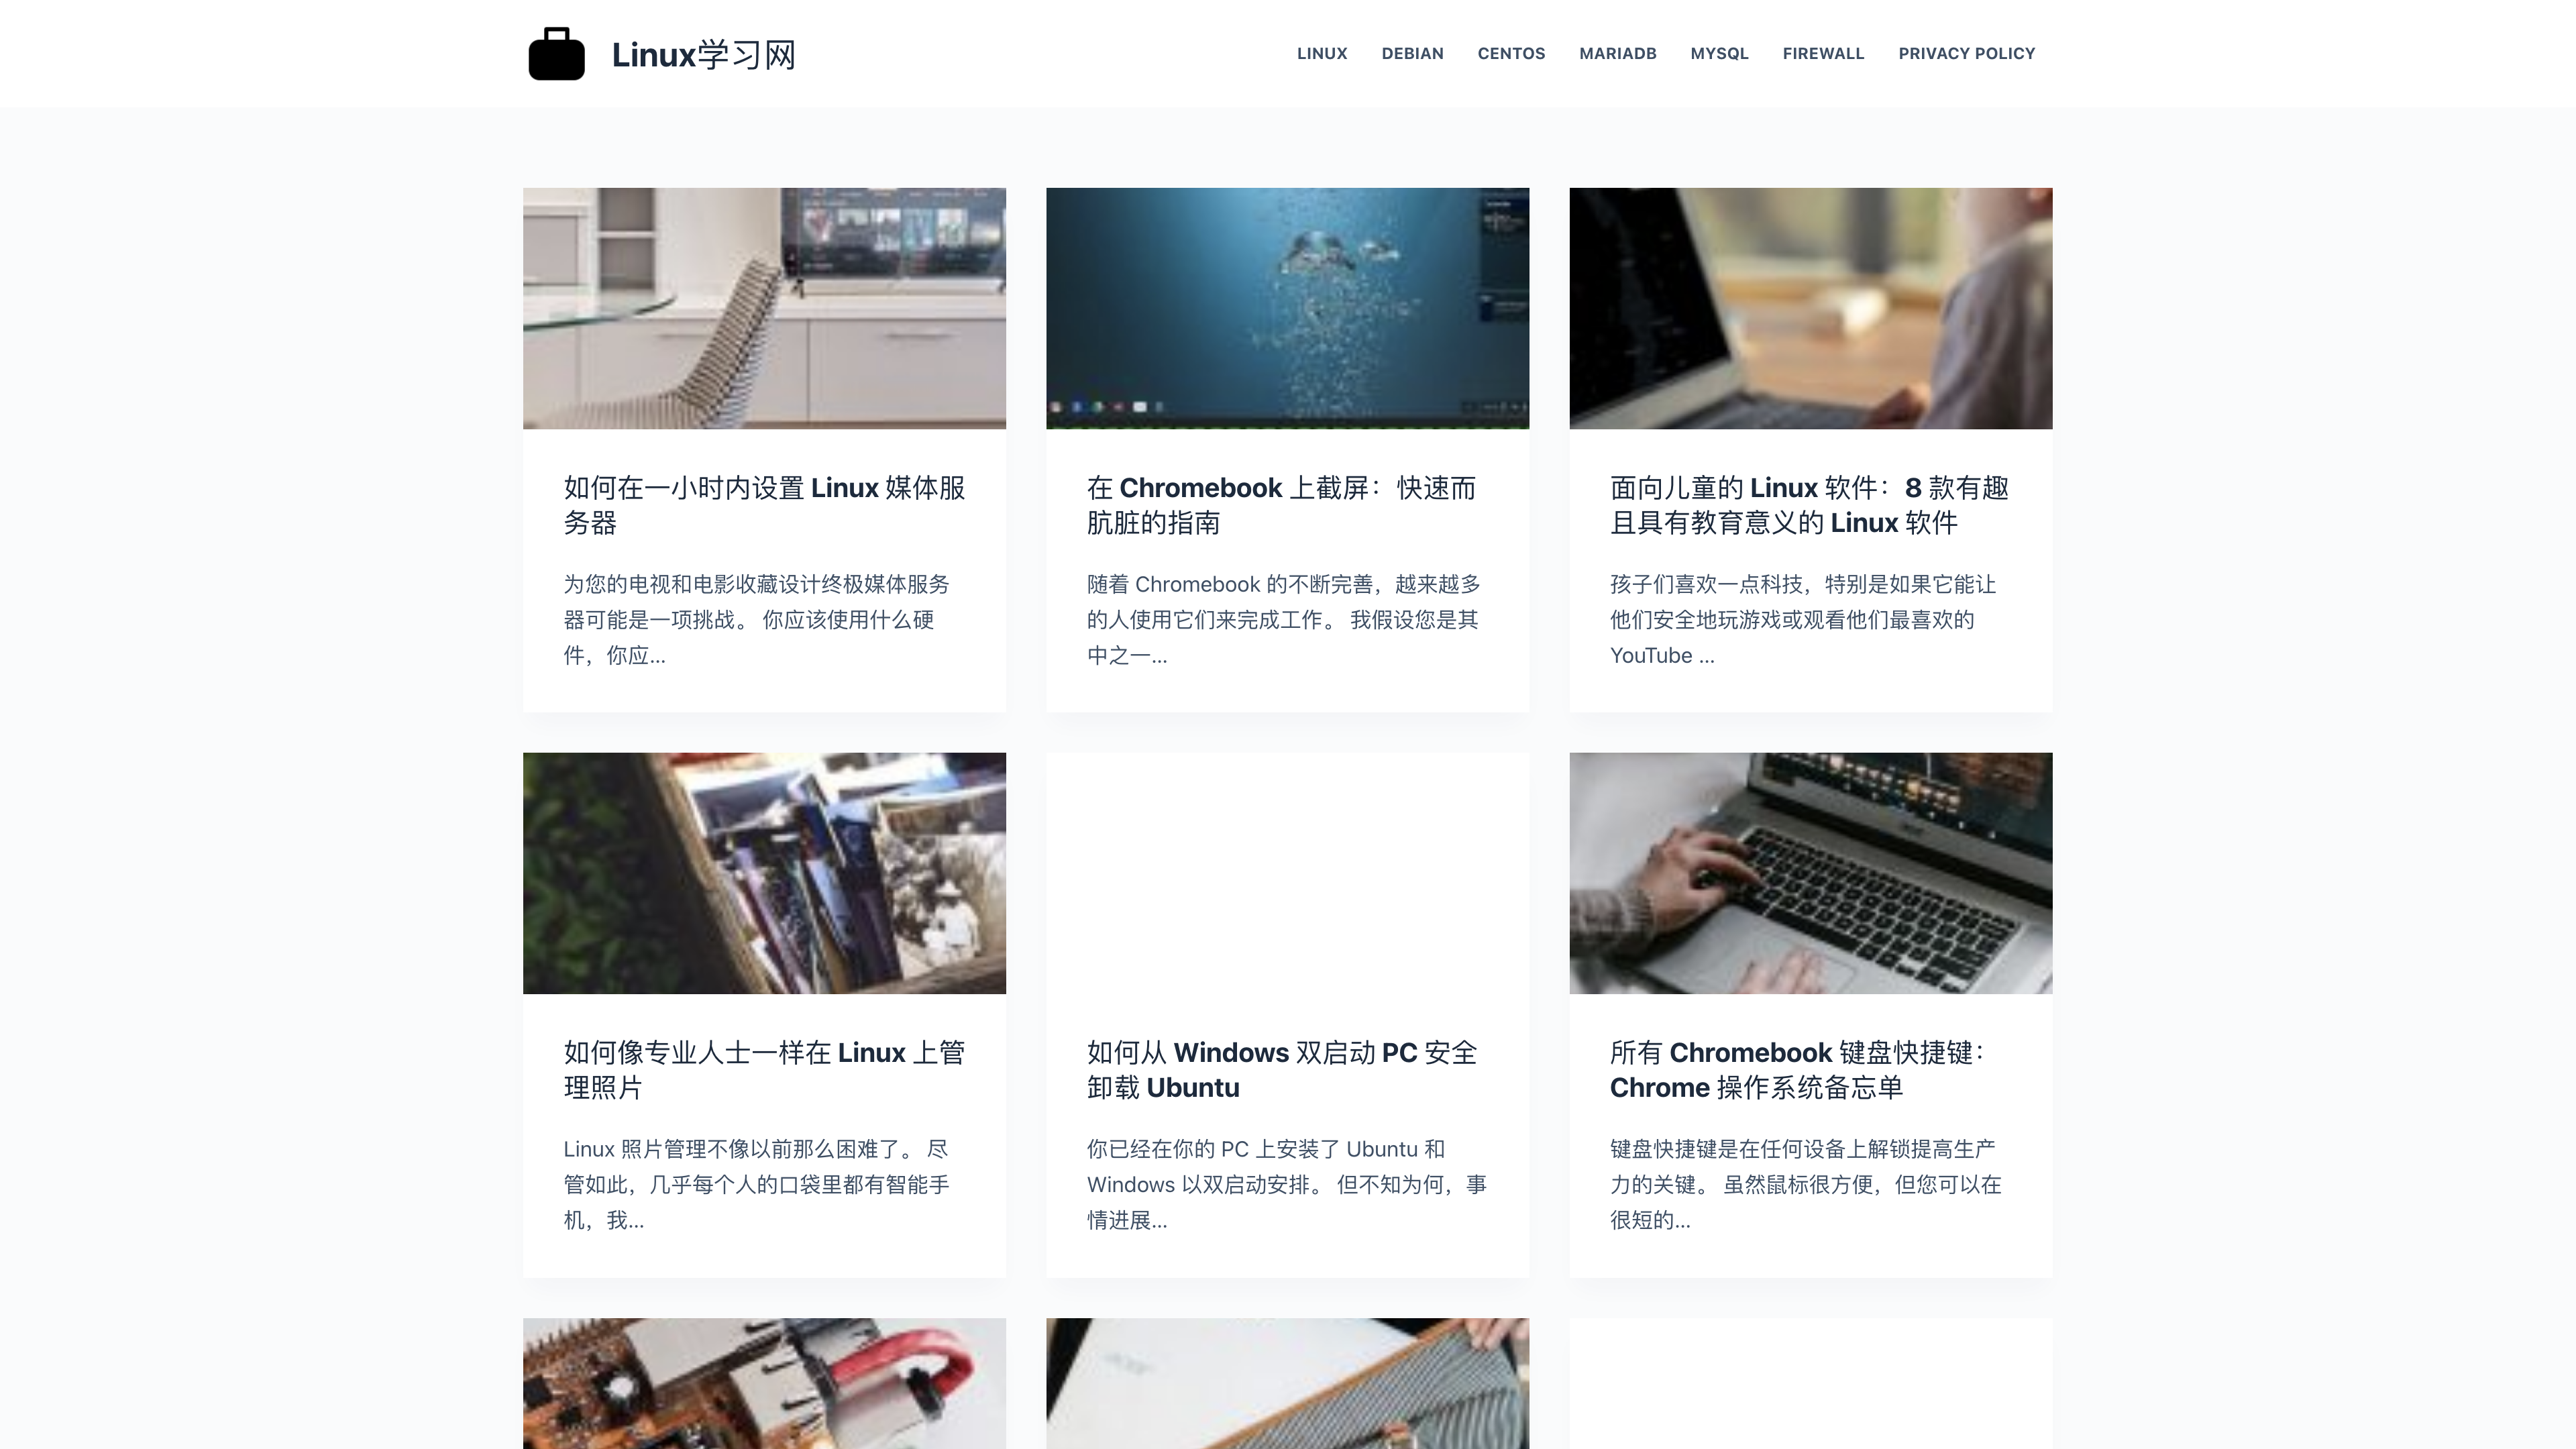 Linux学习网
LINUX DEBIAN CENTOS MARIADB MYSQL FIREWALL PRIVACY POLICY
如何在一小时内设置 Linux 媒体服
务器
为您的电视和电影收藏设计终极媒体服务
器可能是一项挑战。 你应该使用什么硬
件，你应...
在 Chromebook 上截屏：快速而
肮脏的指南
随着 Chromebook 的不断完善，越来越多
的人使用它们来完成工作。 我假设您是其
中之一...
面向儿童的 Linux 软件：8 款有趣
且具有教育意义的 Linux 软件
孩子们喜欢一点科技，特别是如果它能让
他们安全地玩游戏或观看他们最喜欢的
YouTube ...
如何像专业人士一样在 Linux 上管
理照片
Linux 照片管理不像以前那么困难了。 尽
管如此，几乎每个人的口袋里都有智能手
机，我...
如何从 Windows 双启动 PC 安全
卸载 Ubuntu
你已经在你的 PC 上安装了 Ubuntu 和
Windows 以双启动安排。 但不知为何，事
情进展...
所有 Chromebook 键盘快捷键：
Chrome 操作系统备忘单
键盘快捷键是在任何设备上解锁提高生产
力的关键。 虽然鼠标很方便，但您可以在
很短的...